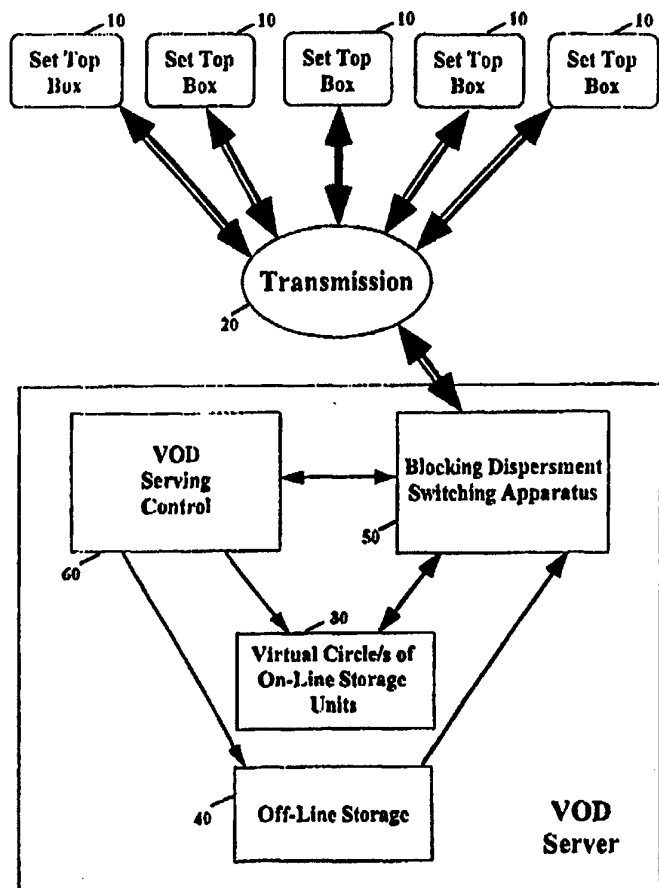 10 10 10 10 10
Set Top Set Top Set Top Set Top Set Top
Box Box Box Box Box
Transmission
20
VOD
Serving
Control
60
Blocking Dispersment
Switching Apparatus
50
30
Virtual Circle/s of
On-Line Storage
Units
Off-Line Storage
40
VOD
Server